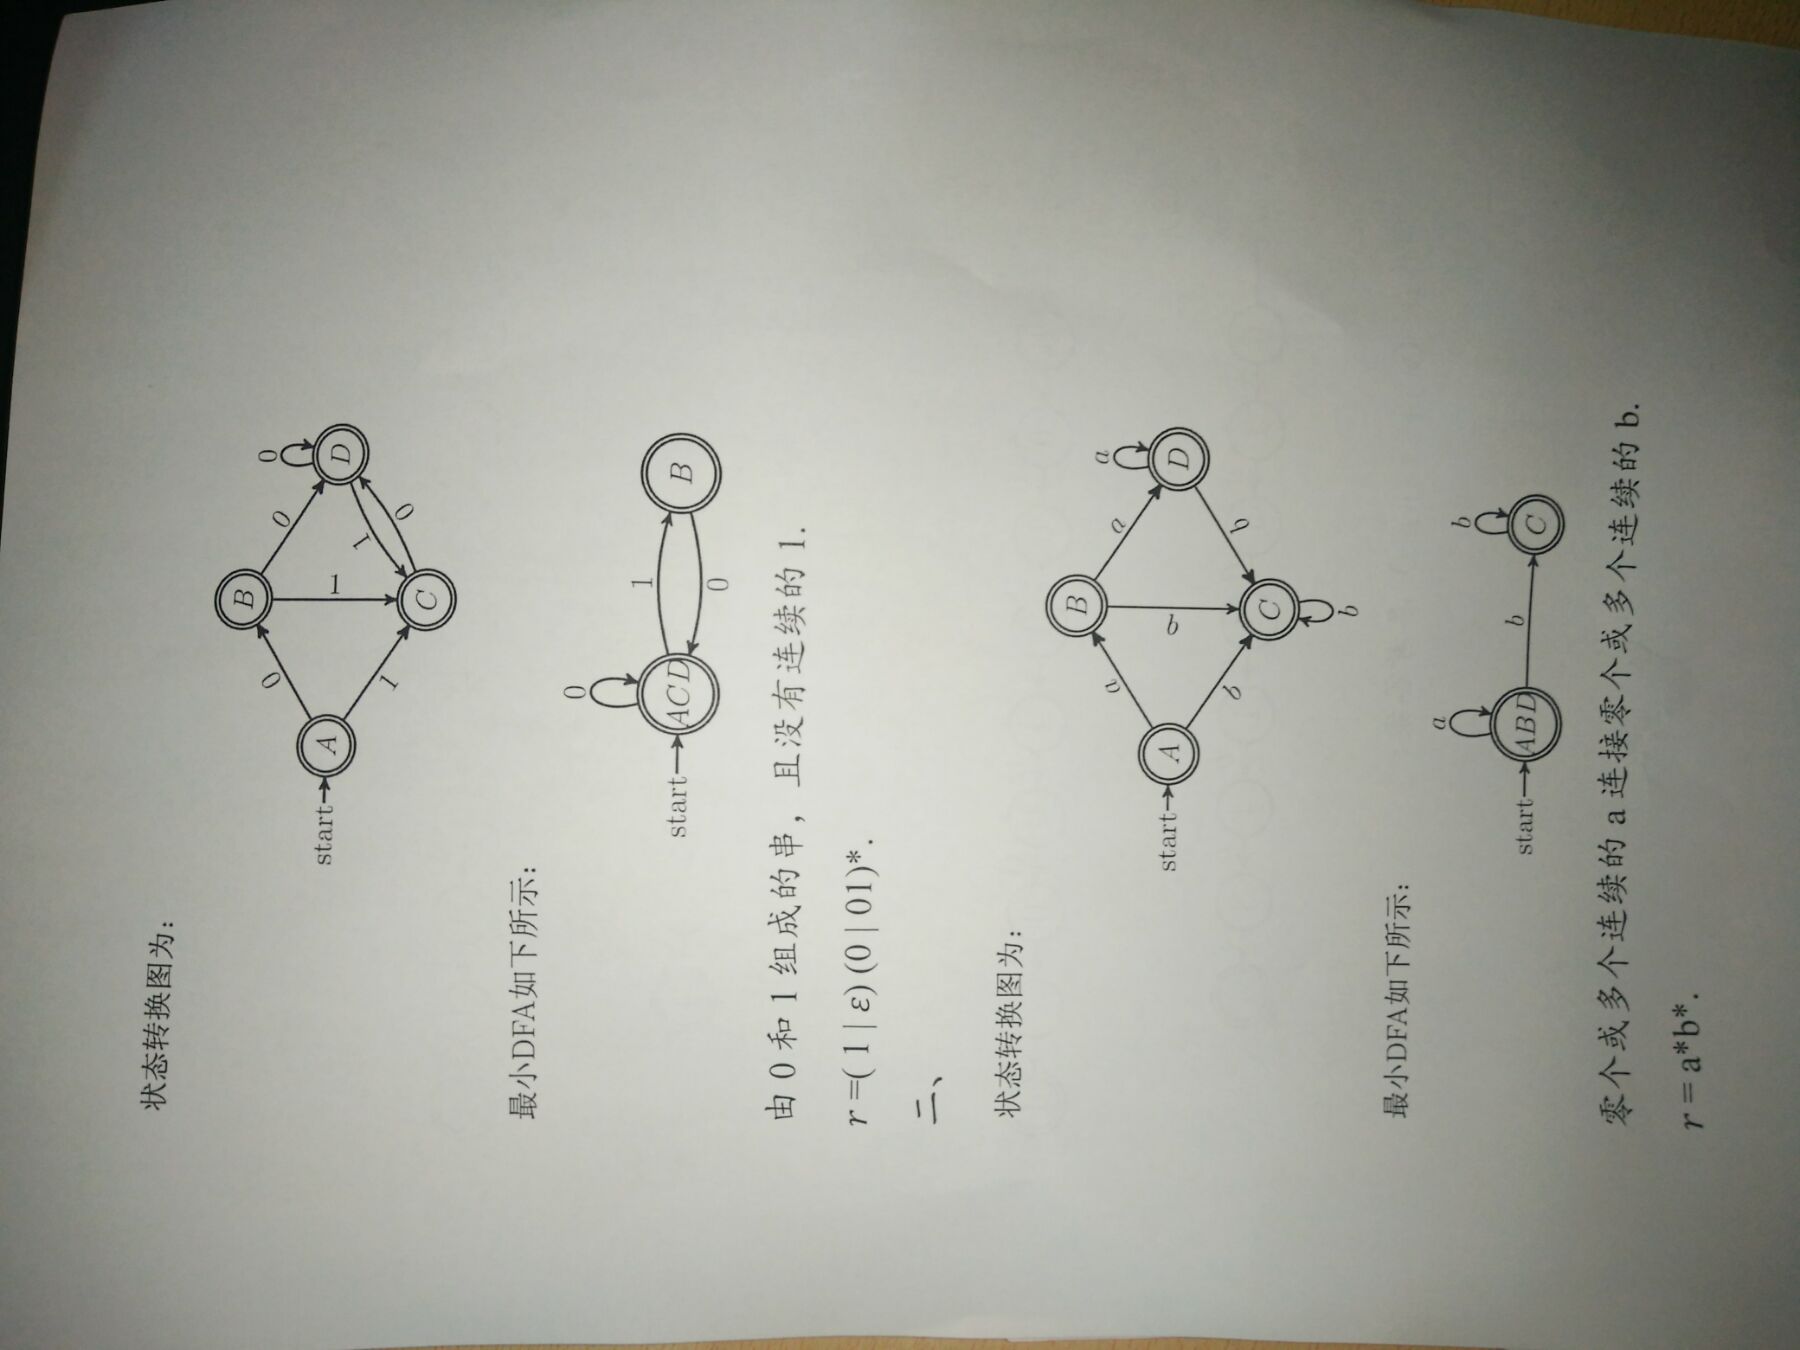 状态转换图为:
B
0
0
0
start
A
D
1
1
1
0
C
最小DFA如下所示:
0
1
start
ACD
B
0
由 0 和 1 组成的串，且没有连续的 1.
r =( 1 | ε) (0 | 01)*.
二、
状态转换图为:
B
a
a
a
start
A
b
D
b
b
C
b
最小DFA如下所示:
a
b
start
ABD
b
C
零个或多个连续的 a 连接零个或多个连续的 b.
r = a*b*.